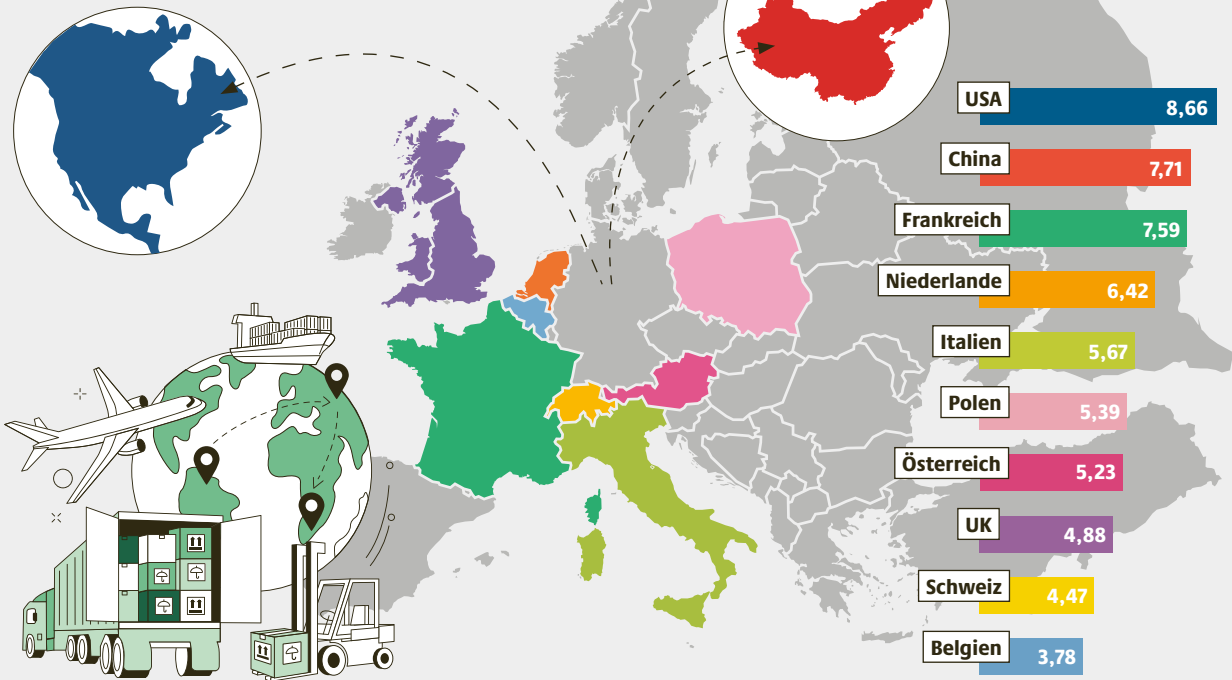 USA 8,66
China 7,71
Frankreich 7,59
Niederlande 6,42
Italien 5,67
Polen 5,39
Österreich 5,23
UK 4,88
Schweiz 4,47
Belgien 3,78